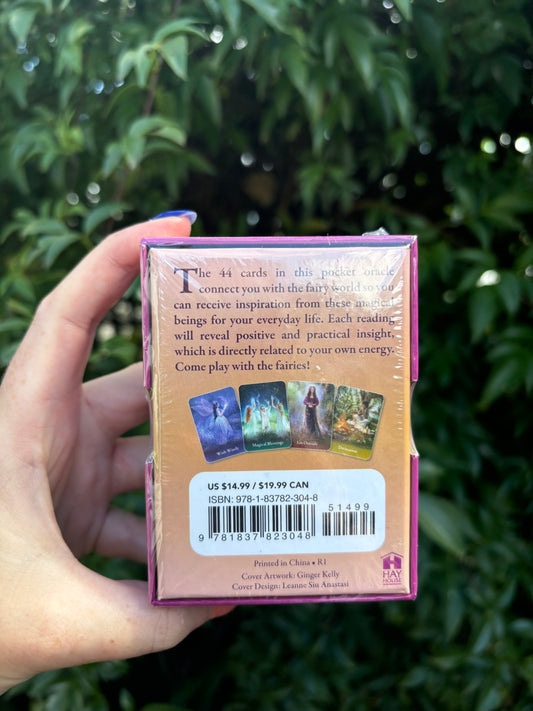 The 44 cards in this pocket oracle
connect you with the fairy world so you
can receive inspiration from these magical
beings for your everyday life. Each reading
will reveal positive and practical insight,
which is directly related to your own energy.
Come play with the fairies!
Magical Blessings
US $14.99 / $19.99 CAN
ISBN: 978-1-83782-304-8
51499
9 781837 823048
Printed in China • R1
Cover Artwork: Ginger Kelly
Cover Design: Leanne Siu Anastasi
HAY
HOUSE